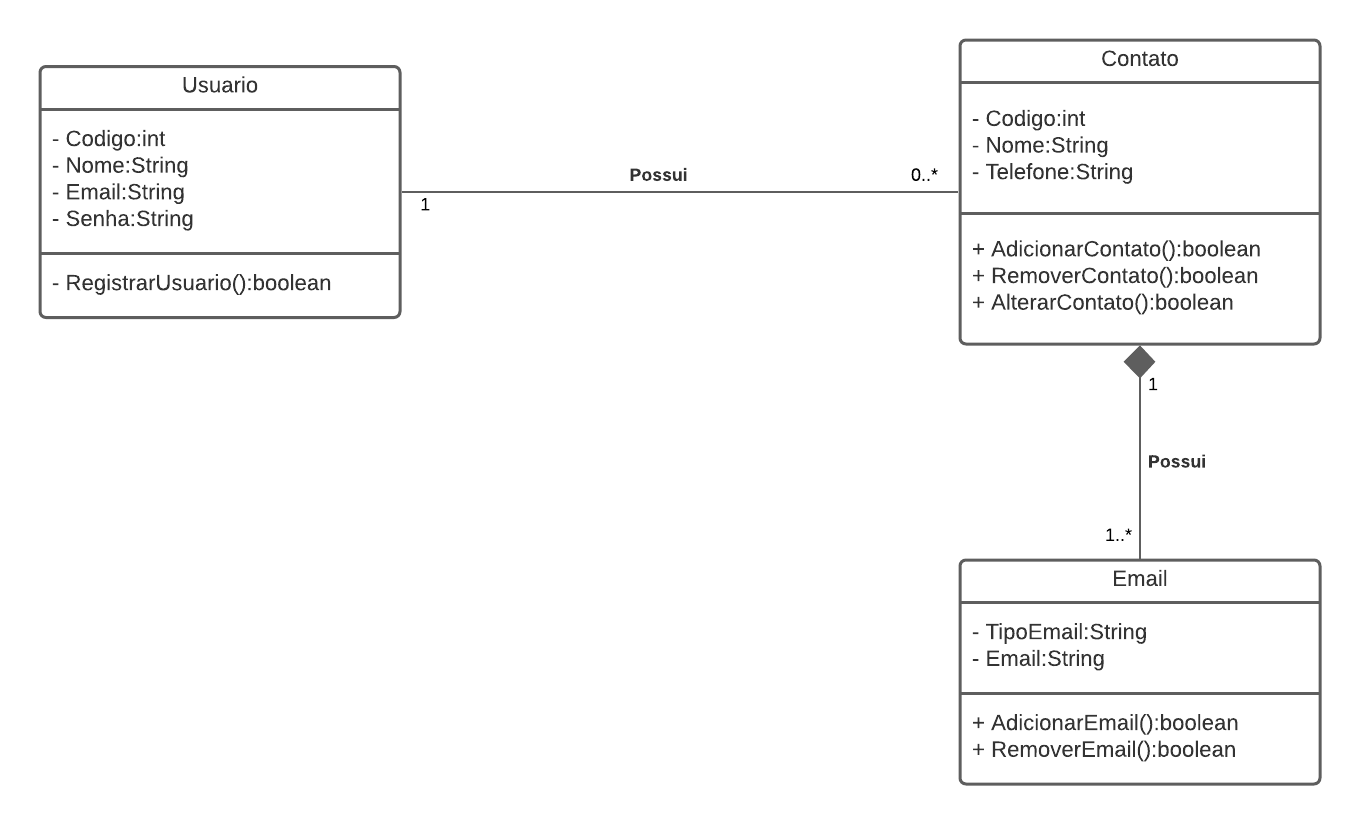 Usuario
- Codigo:int
- Nome:String
- Email:String
- Senha:String
- RegistrarUsuario():boolean
Possui
1
0..*
Contato
- Codigo:int
- Nome:String
- Telefone:String
+ AdicionarContato():boolean
+ RemoverContato():boolean
+ AlterarContato():boolean
1
Possui
1..*
Email
- TipoEmail:String
- Email:String
+ AdicionarEmail():boolean
+ RemoverEmail():boolean